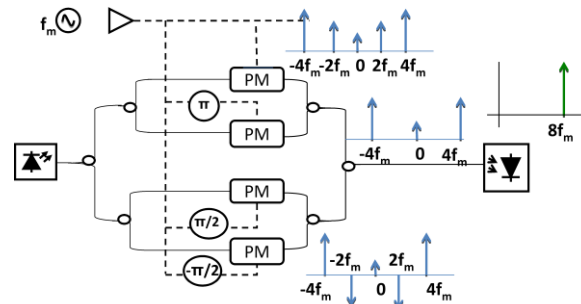 fₘ
-4fₘ -2fₘ 0 2fₘ 4fₘ
PM
π
PM
8fₘ
-4fₘ 0 4fₘ
PM
π/2
PM
-π/2
-2fₘ 2fₘ
-4fₘ 0 4fₘ